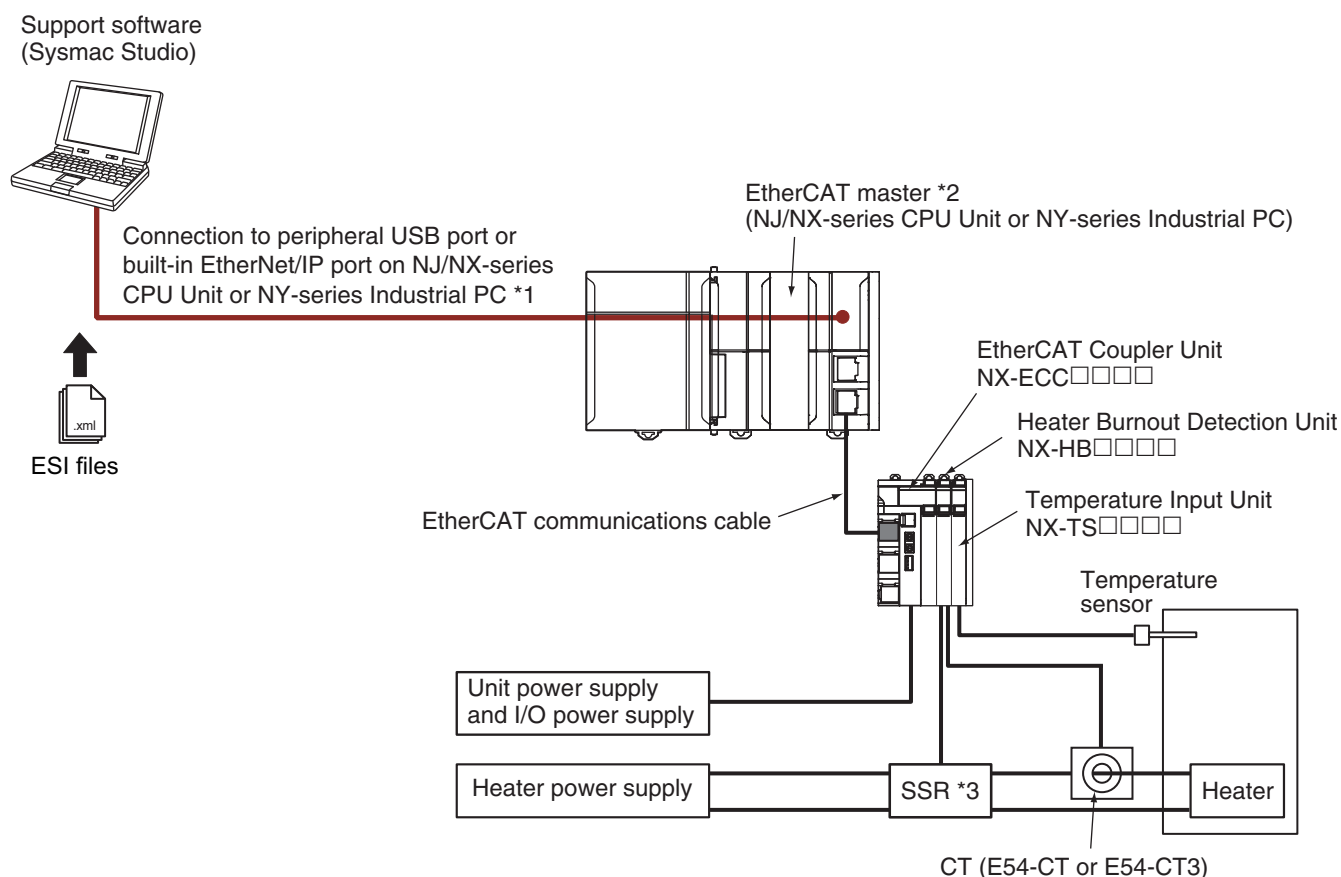 Support software
(Sysmac Studio)
EtherCAT master *2
(NJ/NX-series CPU Unit or NY-series Industrial PC)
Connection to peripheral USB port or
built-in EtherNet/IP port on NJ/NX-series
CPU Unit or NY-series Industrial PC *1
EtherCAT Coupler Unit
NX-ECC□□□□
.xml
ESI files
Heater Burnout Detection Unit
NX-HB□□□□
EtherCAT communications cable
Temperature Input Unit
NX-TS□□□□
Temperature
sensor
Unit power supply
and I/O power supply
Heater power supply
SSR *3
Heater
CT (E54-CT or E54-CT3)